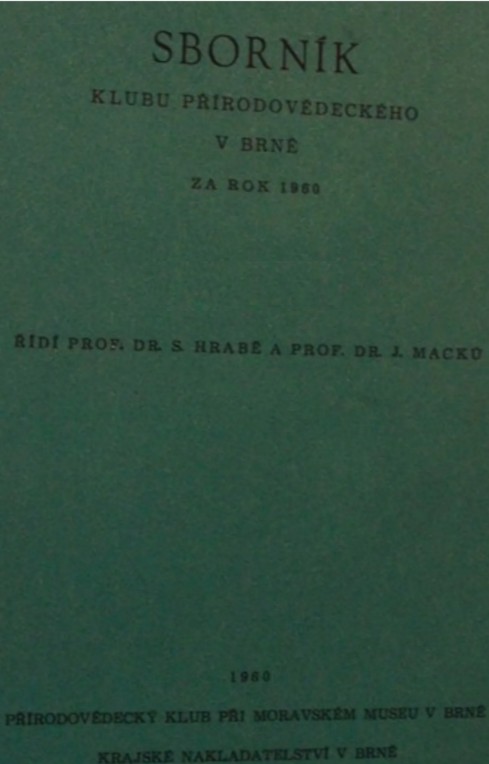 SBORNÍK
KLUBU PŘÍRODOVĚDECKÉHO
V BRNĚ
ZA ROK 1960
ŘÍDÍ PROF. DR. S. HRABĚ A PROF. DR. J. MACKŮ
1960
PŘÍRODOVĚDECKÝ KLUB PŘI MORAVSKÉM MUSEU V BRNĚ
KRAJSKÉ NAKLADATELSTVÍ V BRNĚ